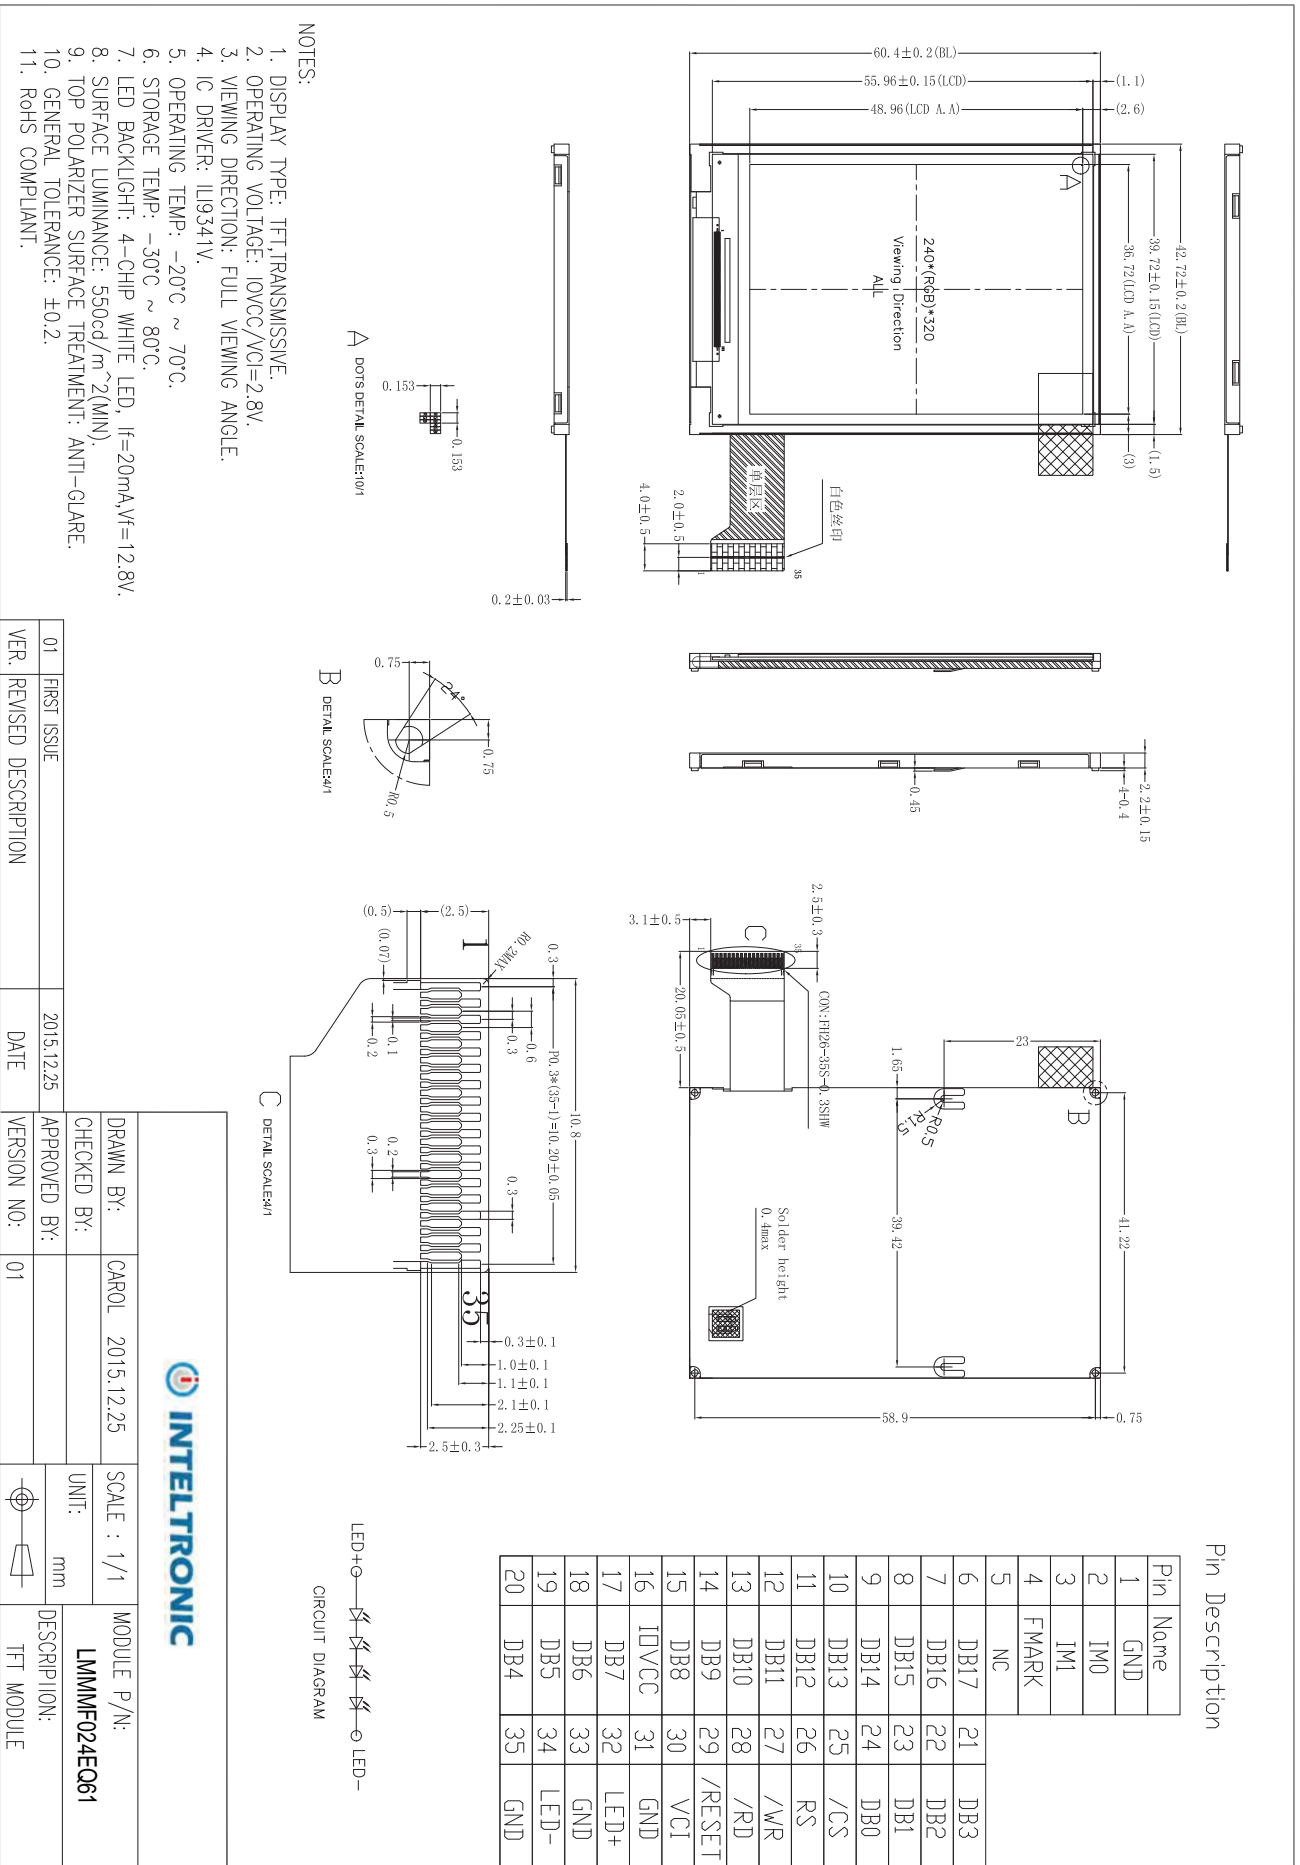 60.4±0.2(BL)
55.96±0.15(LCD)
(1.1)
48.96(LCD A.A)
(2.6)
42.72±0.2(BL)
39.72±0.15(LCD)
36.72(LCD A.A)
A
240*(RGB)*320
Viewing Direction
ALL
(1.5)
(3)
单层区
白色丝印
2.0±0.5
4.0±0.5
1
35
0.2±0.03
2.2±0.15
4-0.4
0.45
2.5±0.3
3.1±0.5
C
1
35
CON:FH26-35S-0.3SHW
20.05±0.5
23
1.65
R0.5
R1.5
B
41.22
39.42
Solder height
0.4max
58.9
0.75
0.153
0.153
A DOTS DETAIL SCALE:10/1
0.75
24°
0.75
R0.5
B DETAIL SCALE:4/1
(0.5)
(2.5)
(0.07)
1
R0.2MAX
0.3
10.8
P0.3*(35-1)=10.20±0.05
0.6
0.3
0.1
0.2
0.2
0.3
0.3
35
0.3±0.1
1.0±0.1
1.1±0.1
2.1±0.1
2.25±0.1
2.5±0.3
C DETAIL SCALE:4/1
NOTES:
1. DISPLAY TYPE: TFT,TRANSMISSIVE.
2. OPERATING VOLTAGE: IOVCC/VCI=2.8V.
3. VIEWING DIRECTION: FULL VIEWING ANGLE.
4. IC DRIVER: ILI9341V.
5. OPERATING TEMP: -20°C ~ 70°C.
6. STORAGE TEMP: -30°C ~ 80°C.
7. LED BACKLIGHT: 4-CHIP WHITE LED, If=20mA,Vf=12.8V.
8. SURFACE LUMINANCE: 550cd/m^2(MIN).
9. TOP POLARIZER SURFACE TREATMENT: ANTI-GLARE.
10. GENERAL TOLERANCE: ±0.2.
11. RoHS COMPLIANT.
Pin Description
Pin Name
1 GND
2 IM0
3 IM1
4 FMARK
5 NC
6 DB17 21 DB3
7 DB16 22 DB2
8 DB15 23 DB1
9 DB14 24 DB0
10 DB13 25 /CS
11 DB12 26 RS
12 DB11 27 /WR
13 DB10 28 /RD
14 DB9 29 /RESET
15 DB8 30 VCI
16 IOVCC 31 GND
17 DB7 32 LED+
18 DB6 33 GND
19 DB5 34 LED-
20 DB4 35 GND
LED+ LED-
CIRCUIT DIAGRAM
INTELTRONIC
01 FIRST ISSUE 2015.12.25
VER. REVISED DESCRIPTION DATE
DRAWN BY: CAROL 2015.12.25
CHECKED BY:
APPROVED BY:
VERSION NO: 01
SCALE : 1/1
UNIT: mm
MODULE P/N:
LMMMF024EQ61
DESCRIPIION:
TFT MODULE